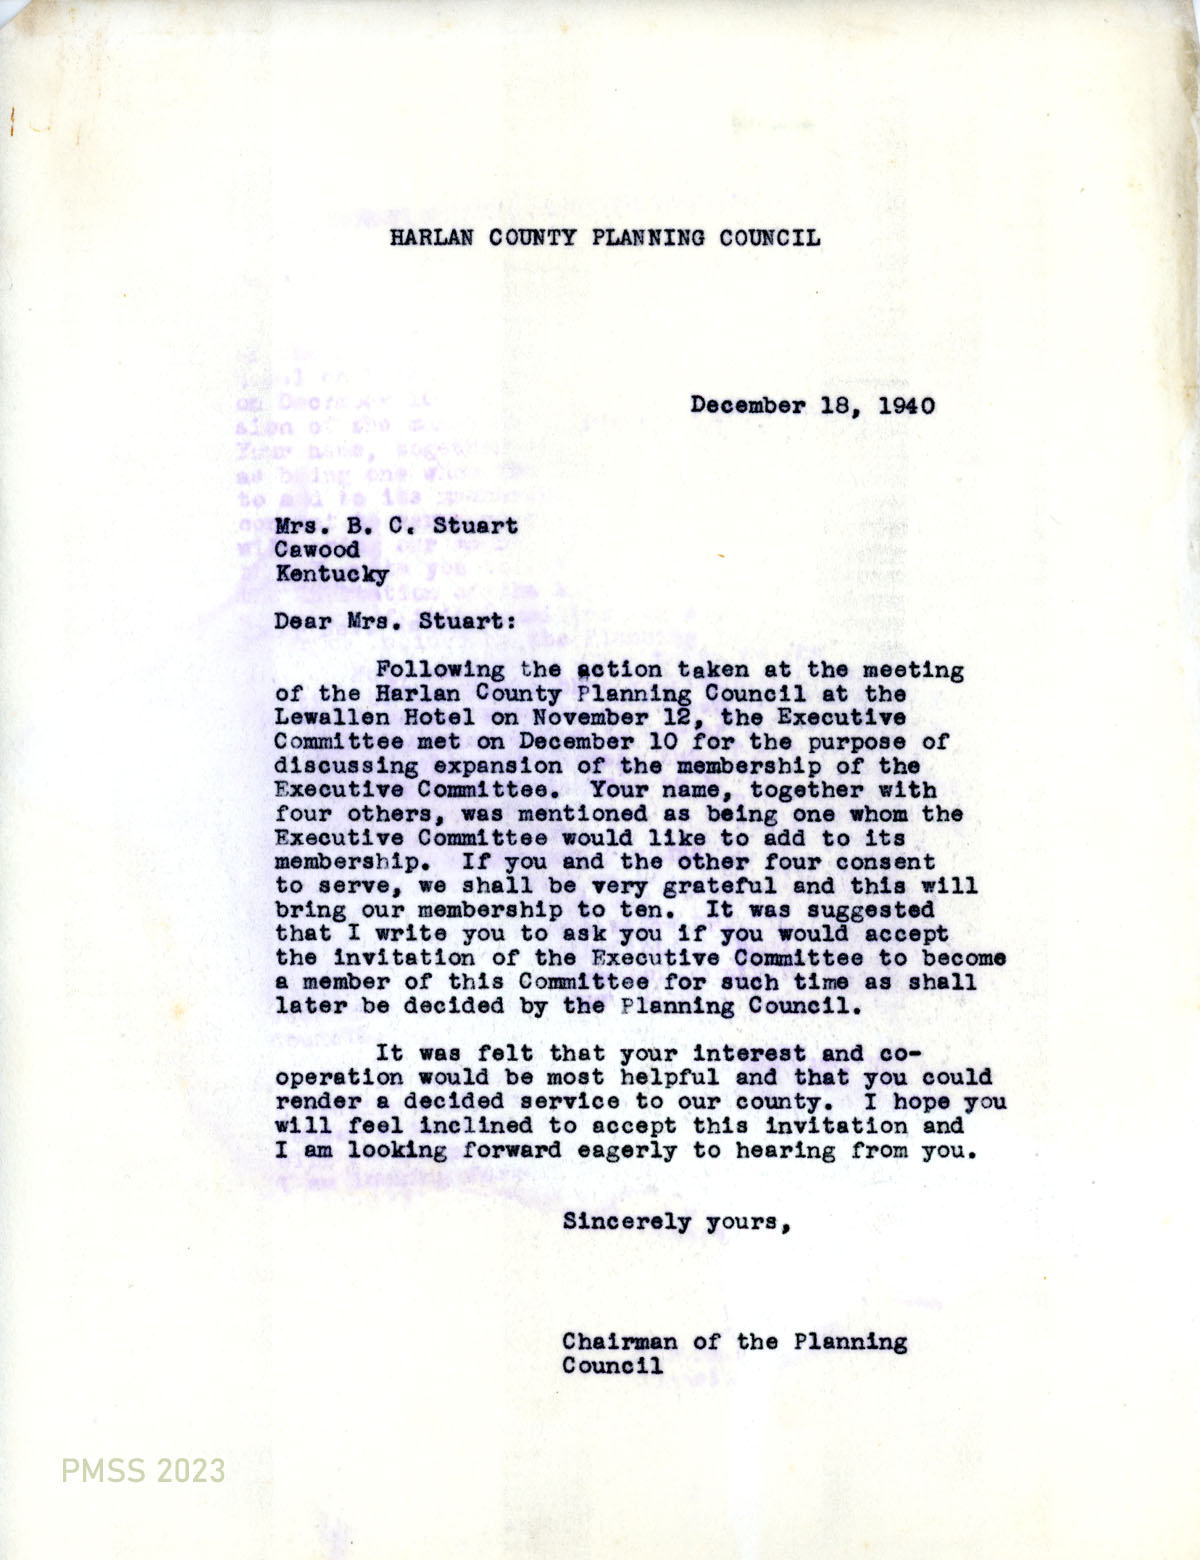 HARLAN COUNTY PLANNING COUNCIL
December 18, 1940
Mrs. B. C. Stuart
Cawood
Kentucky
Dear Mrs. Stuart:
Following the action taken at the meeting
of the Harlan County Planning Council at the
Lewallen Hotel on November 12, the Executive
Committee met on December 10 for the purpose of
discussing expansion of the membership of the
Executive Committee. Your name, together with
four others, was mentioned as being one whom the
Executive Committee would like to add to its
membership. If you and the other four consent
to serve, we shall be very grateful and this will
bring our membership to ten. It was suggested
that I write you to ask you if you would accept
the invitation of the Executive Committee to become
a member of this Committee for such time as shall
later be decided by the Planning Council.
It was felt that your interest and co-
operation would be most helpful and that you could
render a decided service to our county. I hope you
will feel inclined to accept this invitation and
I am looking forward eagerly to hearing from you.
Sincerely yours,
Chairman of the Planning
Council
PMSS 2023